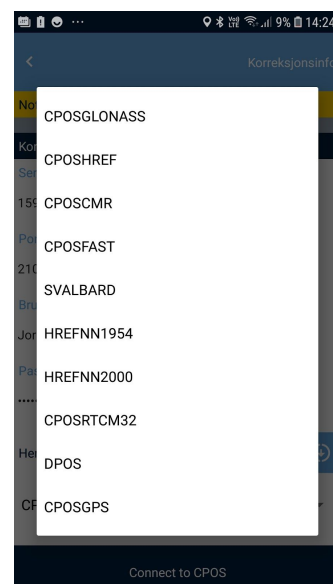 9% 14:24
Korreksjonsinfo
CPOSGLONASS
CPOSHREF
CPOSCMR
CPOSFAST
SVALBARD
HREFNN1954
HREFNN2000
CPOSRTCM32
DPOS
CPOSGPS
Connect to CPOS